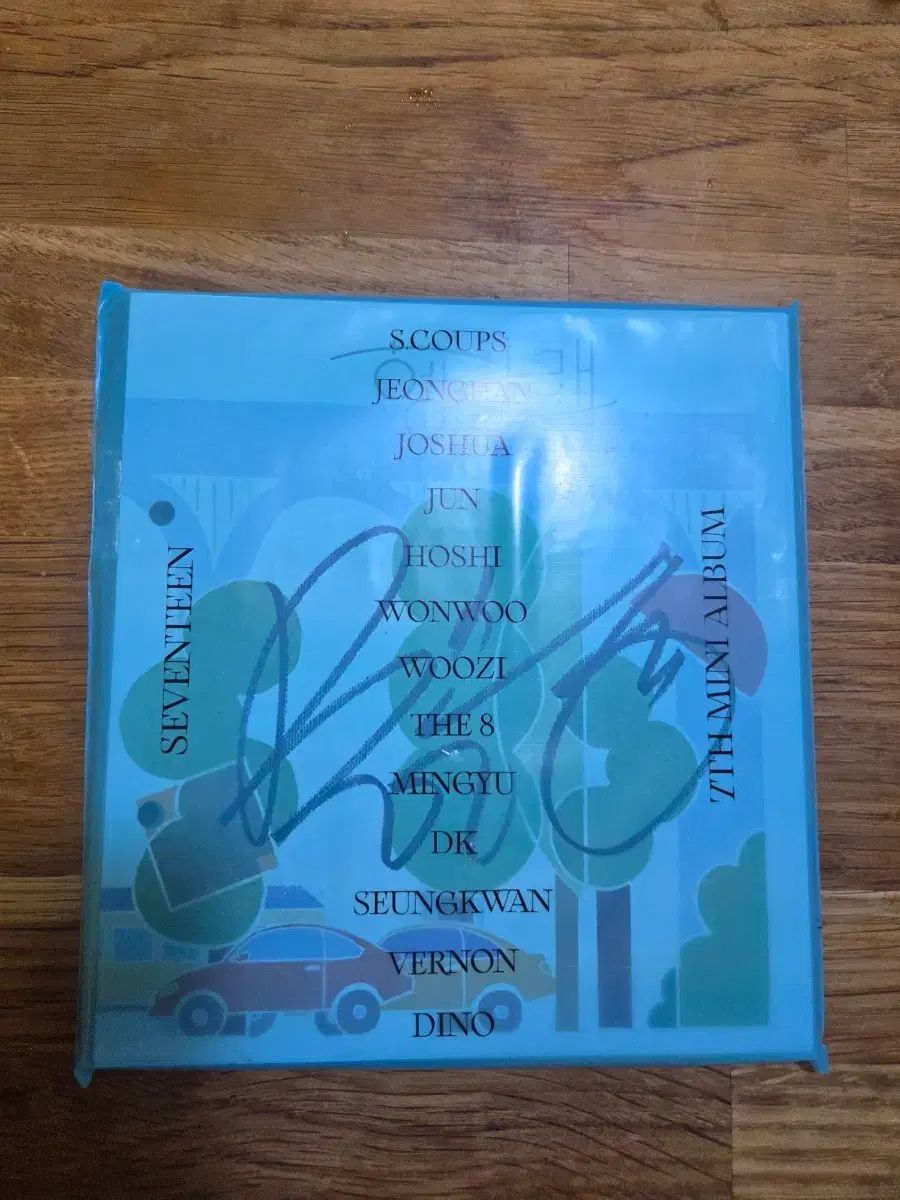 S.COUPS
JEONGHAN
JOSHUA
JUN
HOSHI
WONWOO
WOOZI
THE 8
MINGYU
DK
SEUNGKWAN
VERNON
DINO
SEVENTEEN
7TH MINI ALBUM